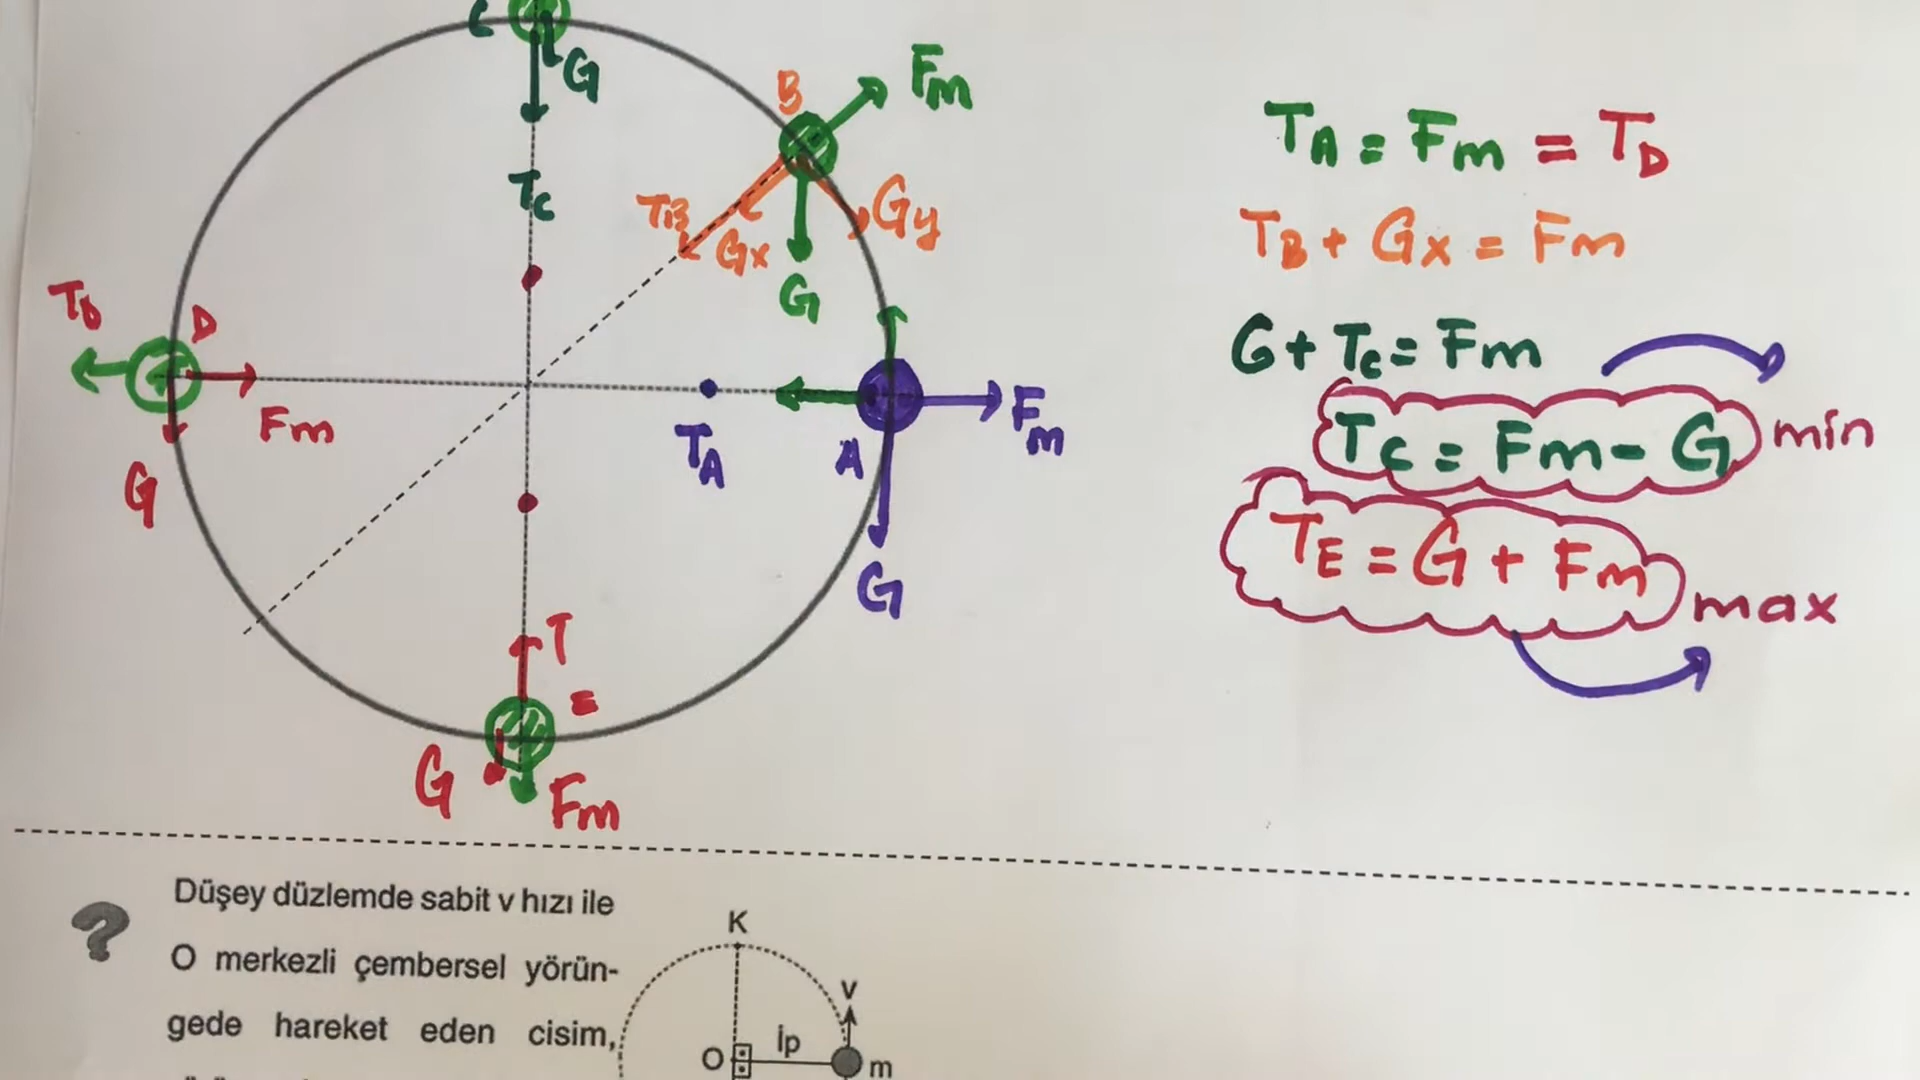 C
G
Fm
B
Tc
TB
Gx
Gy
G
TD
D
Fm
G
TA
A
Fm
G
T
=
G
Fm
TA = Fm = TD
TB + Gx = Fm
G + Tc = Fm
Tc = Fm - G min
TE = G + Fm max
? Düşey düzlemde sabit v hızı ile
O merkezli çembersel yörün-
gede hareket eden cisim,
K
v
O
İp
m